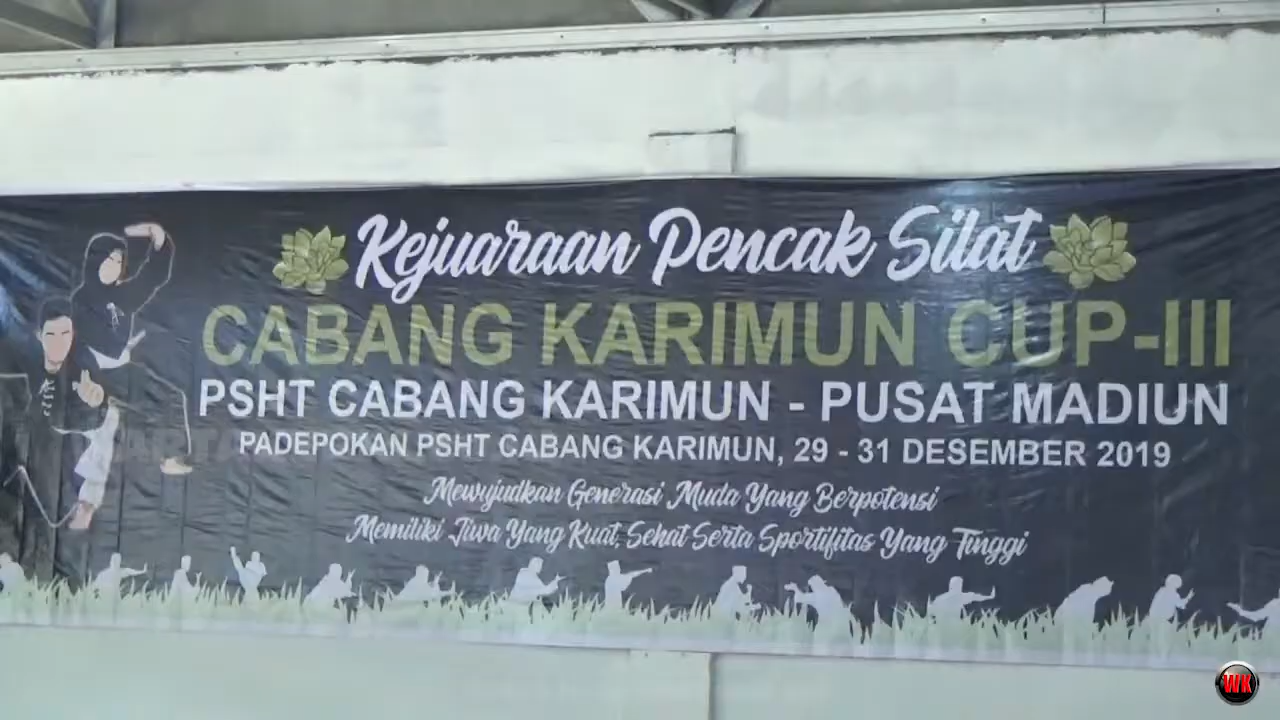 Kejuaraan Pencak Silat
CABANG KARIMUN CUP-III
PSHT CABANG KARIMUN - PUSAT MADIUN
PADEPOKAN PSHT CABANG KARIMUN, 29 - 31 DESEMBER 2019
Mewujudkan Generasi Muda Yang Berpotensi
Memiliki Jiwa Yang Kuat, Sehat Serta Sportifitas Yang Tinggi
WK